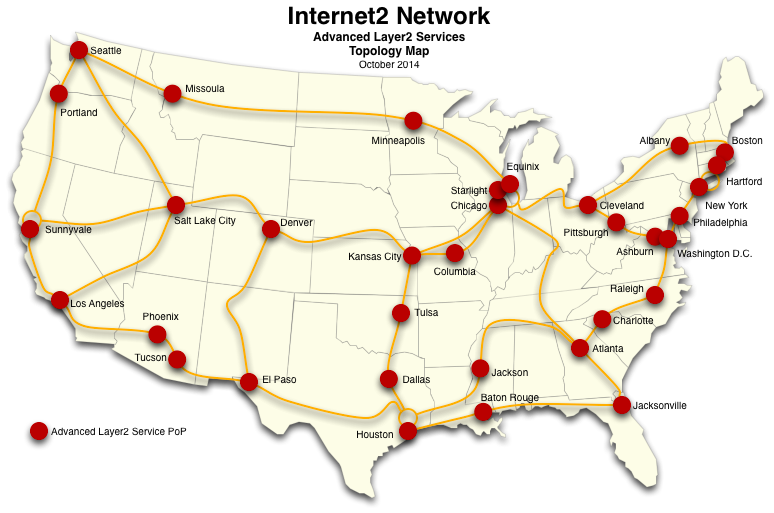 Internet2 Network
Advanced Layer2 Services
Topology Map
October 2014
Seattle
Missoula
Portland
Minneapolis
Albany
Boston
Equinix
Starlight
Hartford
Chicago
Cleveland
New York
Salt Lake City
Denver
Philadelphia
Sunnyvale
Pittsburgh
Ashburn
Washington D.C.
Kansas City
Columbia
Raleigh
Los Angeles
Phoenix
Tulsa
Charlotte
Tucson
Atlanta
El Paso
Dallas
Jackson
Baton Rouge
Jacksonville
Advanced Layer2 Service PoP
Houston